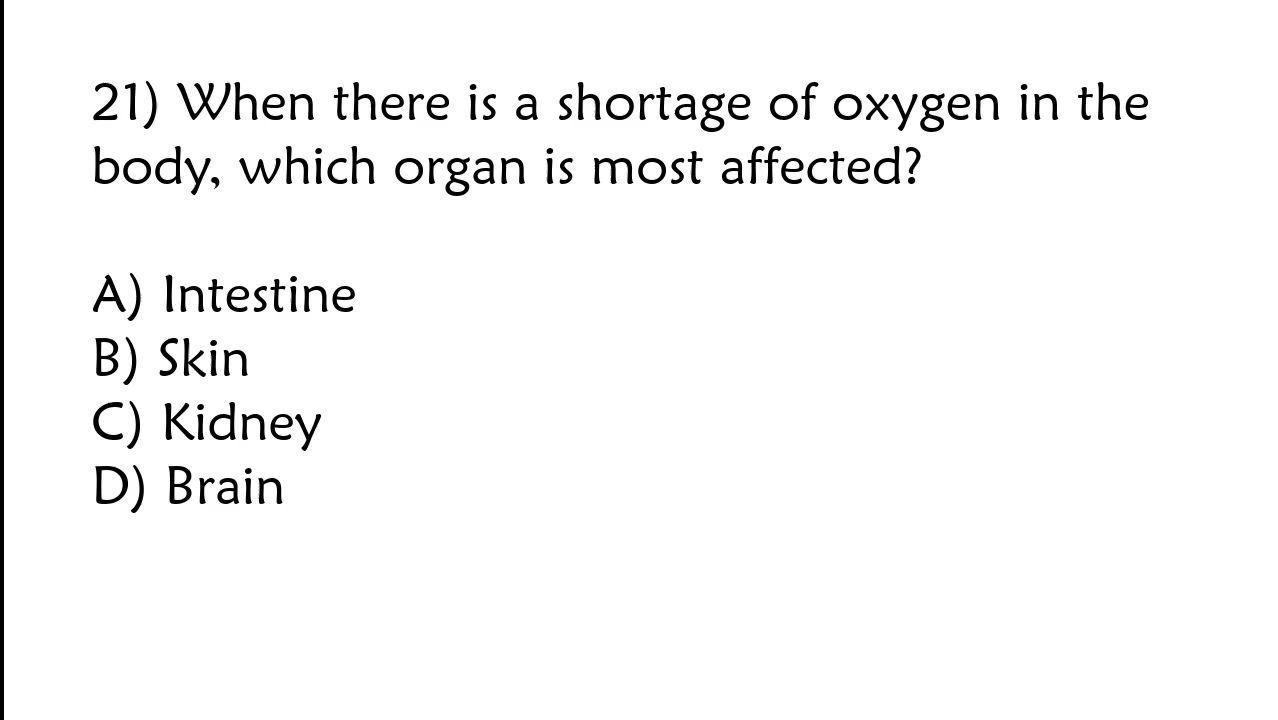 21) When there is a shortage of oxygen in the
body, which organ is most affected?
A) Intestine
B) Skin
C) Kidney
D) Brain